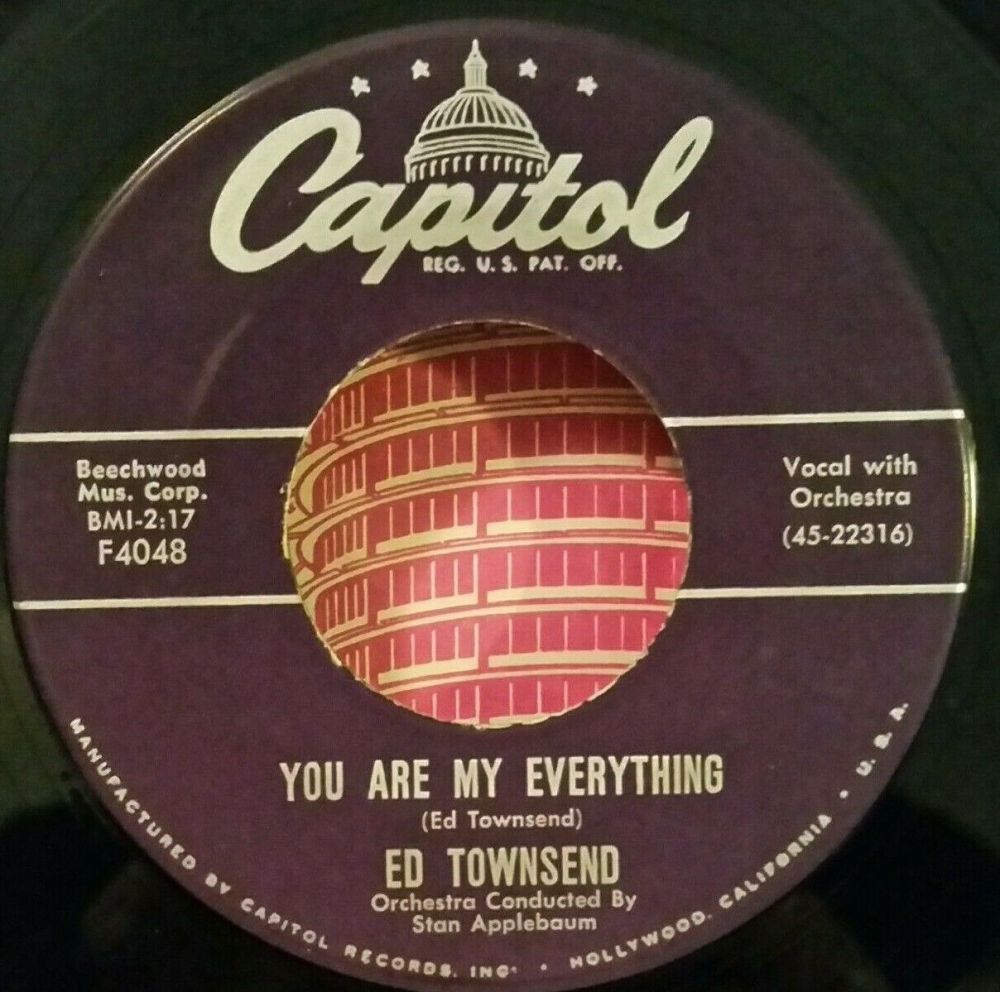 Capitol
REG. U. S. PAT. OFF.
Beechwood
Mus. Corp.
BMI-2:17
F4048
Vocal with
Orchestra
(45-22316)
YOU ARE MY EVERYTHING
(Ed Townsend)
ED TOWNSEND
Orchestra Conducted By
Stan Applebaum
MANUFACTURED BY CAPITOL RECORDS, INC. • HOLLYWOOD, CALIFORNIA • U. S. A.